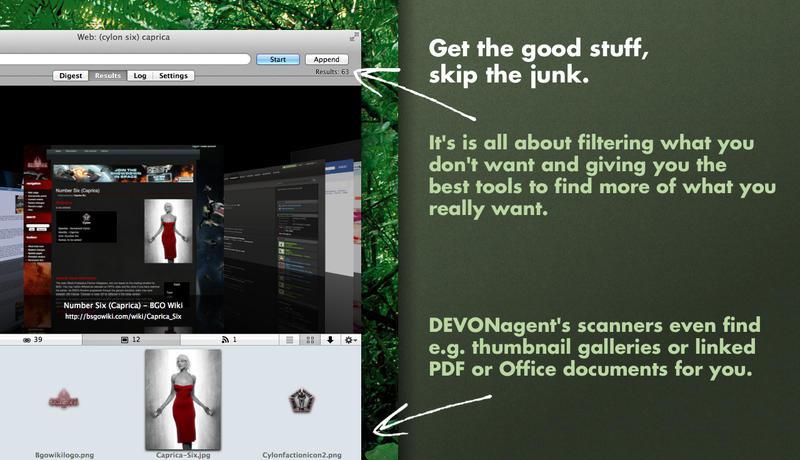 Web: (cylon six) caprica
Start
Append
Digest
Results
Log
Settings
Results: 63
Number Six (Caprica)
Number Six (Caprica) – BGO Wiki
http://bsgowiki.com/wiki/Caprica_Six
39
12
1
Bgowikilogo.png
Caprica-Six.jpg
Cylonfactionicon2.png
Get the good stuff,
skip the junk.
It's is all about filtering what you
don't want and giving you the
best tools to find more of what you
really want.
DEVONagent's scanners even find
e.g. thumbnail galleries or linked
PDF or Office documents for you.